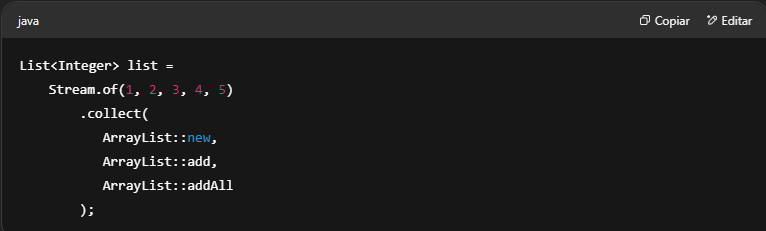 java
Copiar
Editar
List<Integer> list =
    Stream.of(1, 2, 3, 4, 5)
        .collect(
           ArrayList::new,
           ArrayList::add,
           ArrayList::addAll
        );